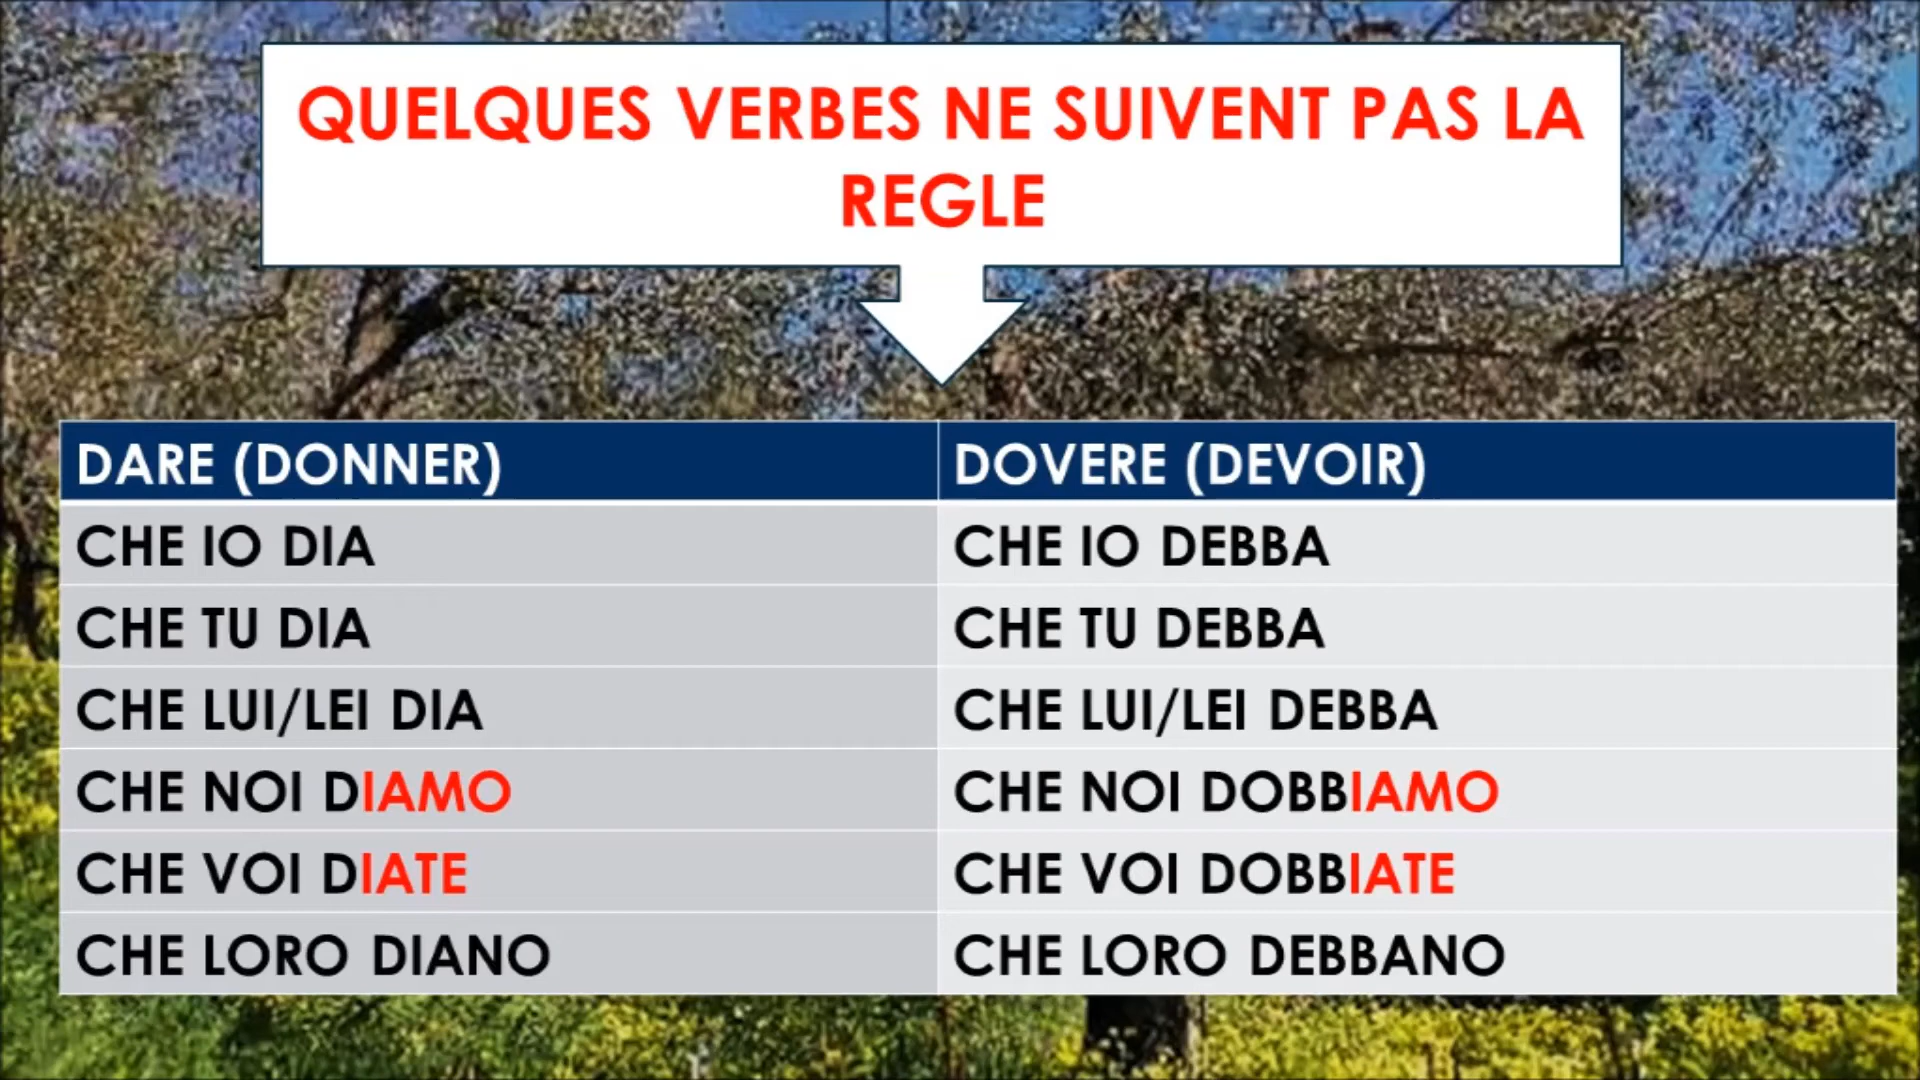 QUELQUES VERBES NE SUIVENT PAS LA
REGLE
DARE (DONNER) DOVERE (DEVOIR)
CHE IO DIA CHE IO DEBBA
CHE TU DIA CHE TU DEBBA
CHE LUI/LEI DIA CHE LUI/LEI DEBBA
CHE NOI DIAMO CHE NOI DOBBIAMO
CHE VOI DIATE CHE VOI DOBBIATE
CHE LORO DIANO CHE LORO DEBBANO